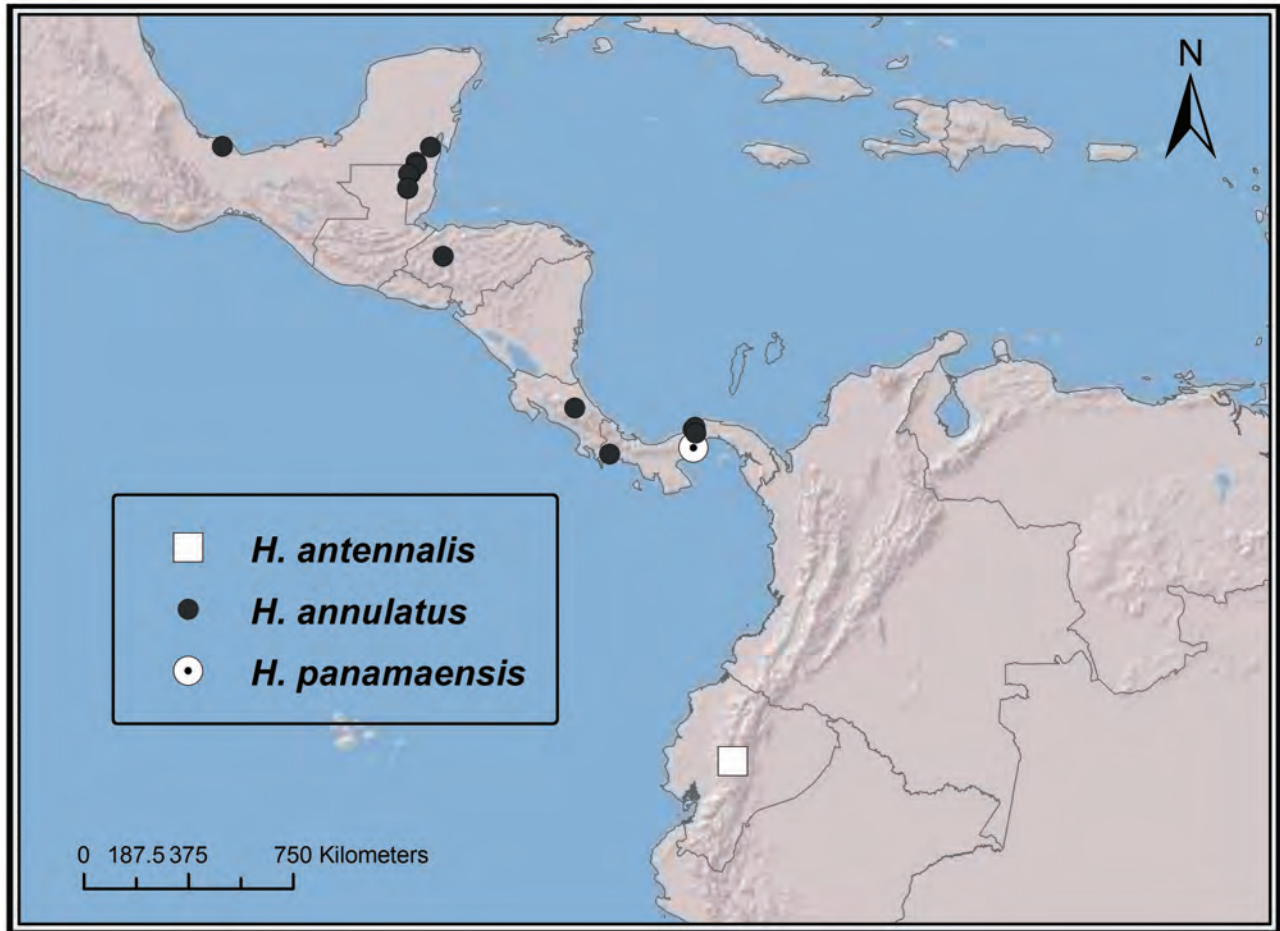 N
H. antennalis
H. annulatus
H. panamaensis
0 187.5 375 750 Kilometers